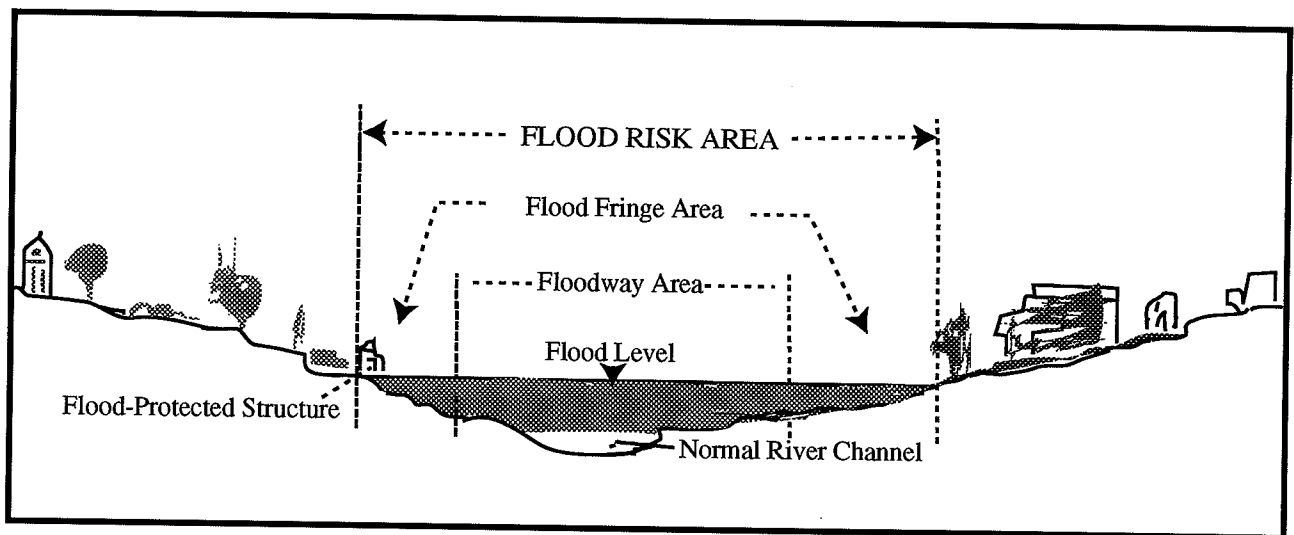 FLOOD RISK AREA
Flood Fringe Area
Floodway Area
Flood Level
Flood-Protected Structure
Normal River Channel